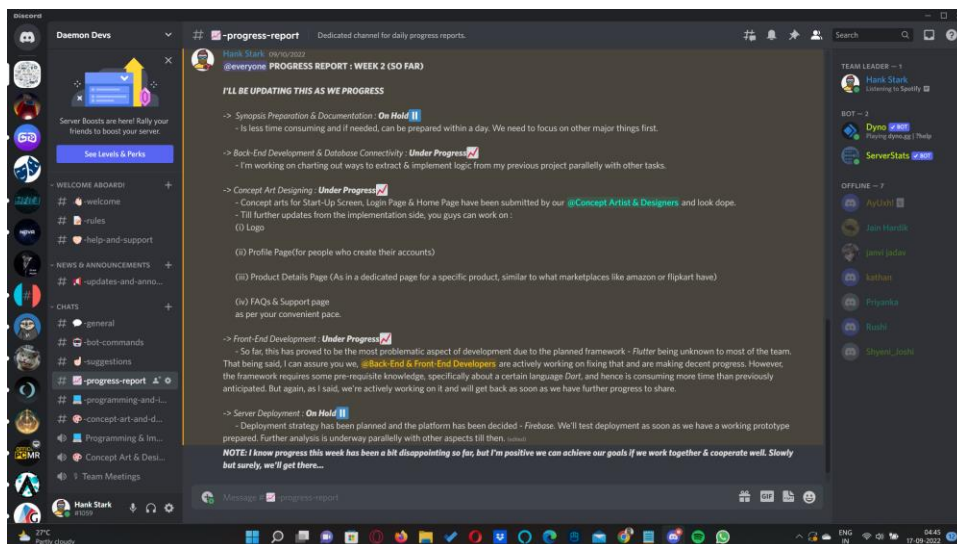 Discord
Daemon Devs
-progress-report
Dedicated channel for daily progress reports.
Search
Server Boosts are here! Rally your
friends to boost your server.
See Levels & Perks
WELCOME ABOARD!
-welcome
-rules
-help-and-support
NEWS & ANNOUNCEMENTS
-updates-and-anno...
CHATS
-general
-bot-commands
-suggestions
-progress-report
-programming-and-i...
-concept-art-and-d...
Programming & Im...
Concept Art & Desi...
Team Meetings
Hank Stark
#1059
Hank Stark 09/10/2022
@everyone PROGRESS REPORT : WEEK 2 (SO FAR)
I'LL BE UPDATING THIS AS WE PROGRESS
-> Synopsis Preparation & Documentation : On Hold
- Is less time consuming and if needed, can be prepared within a day. We need to focus on other major things first.
-> Back-End Development & Database Connectivity : Under Progress
- I'm working on charting out ways to extract & implement logic from my previous project parallelly with other tasks.
-> Concept Art Designing : Under Progress
- Concept arts for Start-Up Screen, Login Page & Home Page have been submitted by our @Concept Artist & Designers and look dope.
- Till further updates from the implementation side, you guys can work on :
(i) Logo
(ii) Profile Page(for people who create their accounts)
(iii) Product Details Page (As in a dedicated page for a specific product, similar to what marketplaces like amazon or flipkart have)
(iv) FAQs & Support page
as per your convenient pace.
-> Front-End Development : Under Progress
- So far, this has proved to be the most problematic aspect of development due to the planned framework - Flutter being unknown to most of the team.
That being said, I can assure you we, @Back-End & Front-End Developers are actively working on fixing that and are making decent progress. However,
the framework requires some pre-requisite knowledge, specifically about a certain language Dart, and hence is consuming more time than previously
anticipated. But again, as I said, we're actively working on it and will get back as soon as we have further progress to share.
-> Server Deployment : On Hold
- Deployment strategy has been planned and the platform has been decided - Firebase. We'll test deployment as soon as we have a working prototype
prepared. Further analysis is underway parallelly with other aspects till then. (edited)
NOTE: I know progress this week has been a bit disappointing so far, but I'm positive we can achieve our goals if we work together & cooperate well. Slowly
but surely, we'll get there...
Message # -progress-report
GIF
TEAM LEADER — 1
Hank Stark
Listening to Spotify
BOT — 2
Dyno BOT
Playing dyno.gg | ?help
ServerStats BOT
OFFLINE — 7
AyUxh!
Jain Hardik
janvi jadav
kathan
Priyanka
Rushi
Shyeni_Joshi
27°C
Partly cloudy
ENG
IN
04:45
17-09-2022